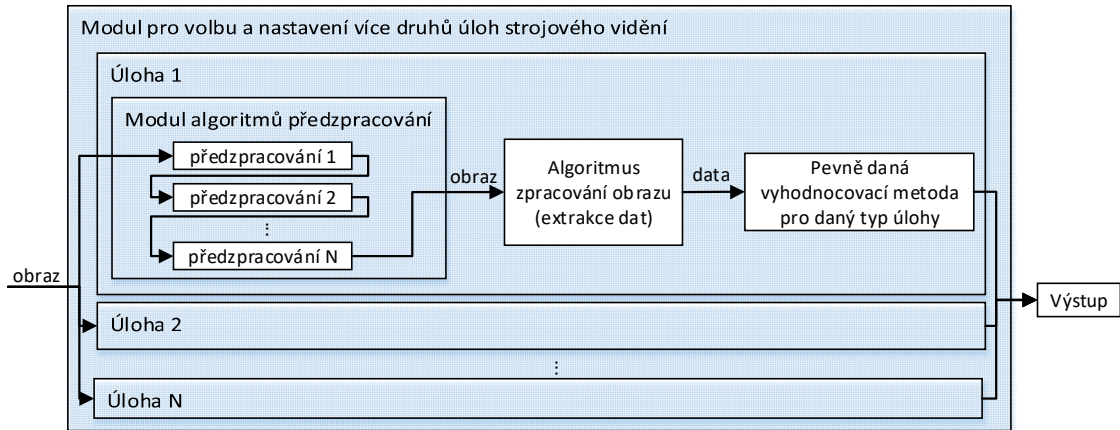 Modul pro volbu a nastavení více druhů úloh strojového vidění
Úloha 1
Modul algoritmů předzpracování
předzpracování 1
předzpracování 2
⋮
předzpracování N
obraz
obraz
Algoritmus
zpracování obrazu
(extrakce dat)
data
Pevně daná
vyhodnocovací metoda
pro daný typ úlohy
Výstup
Úloha 2
⋮
Úloha N